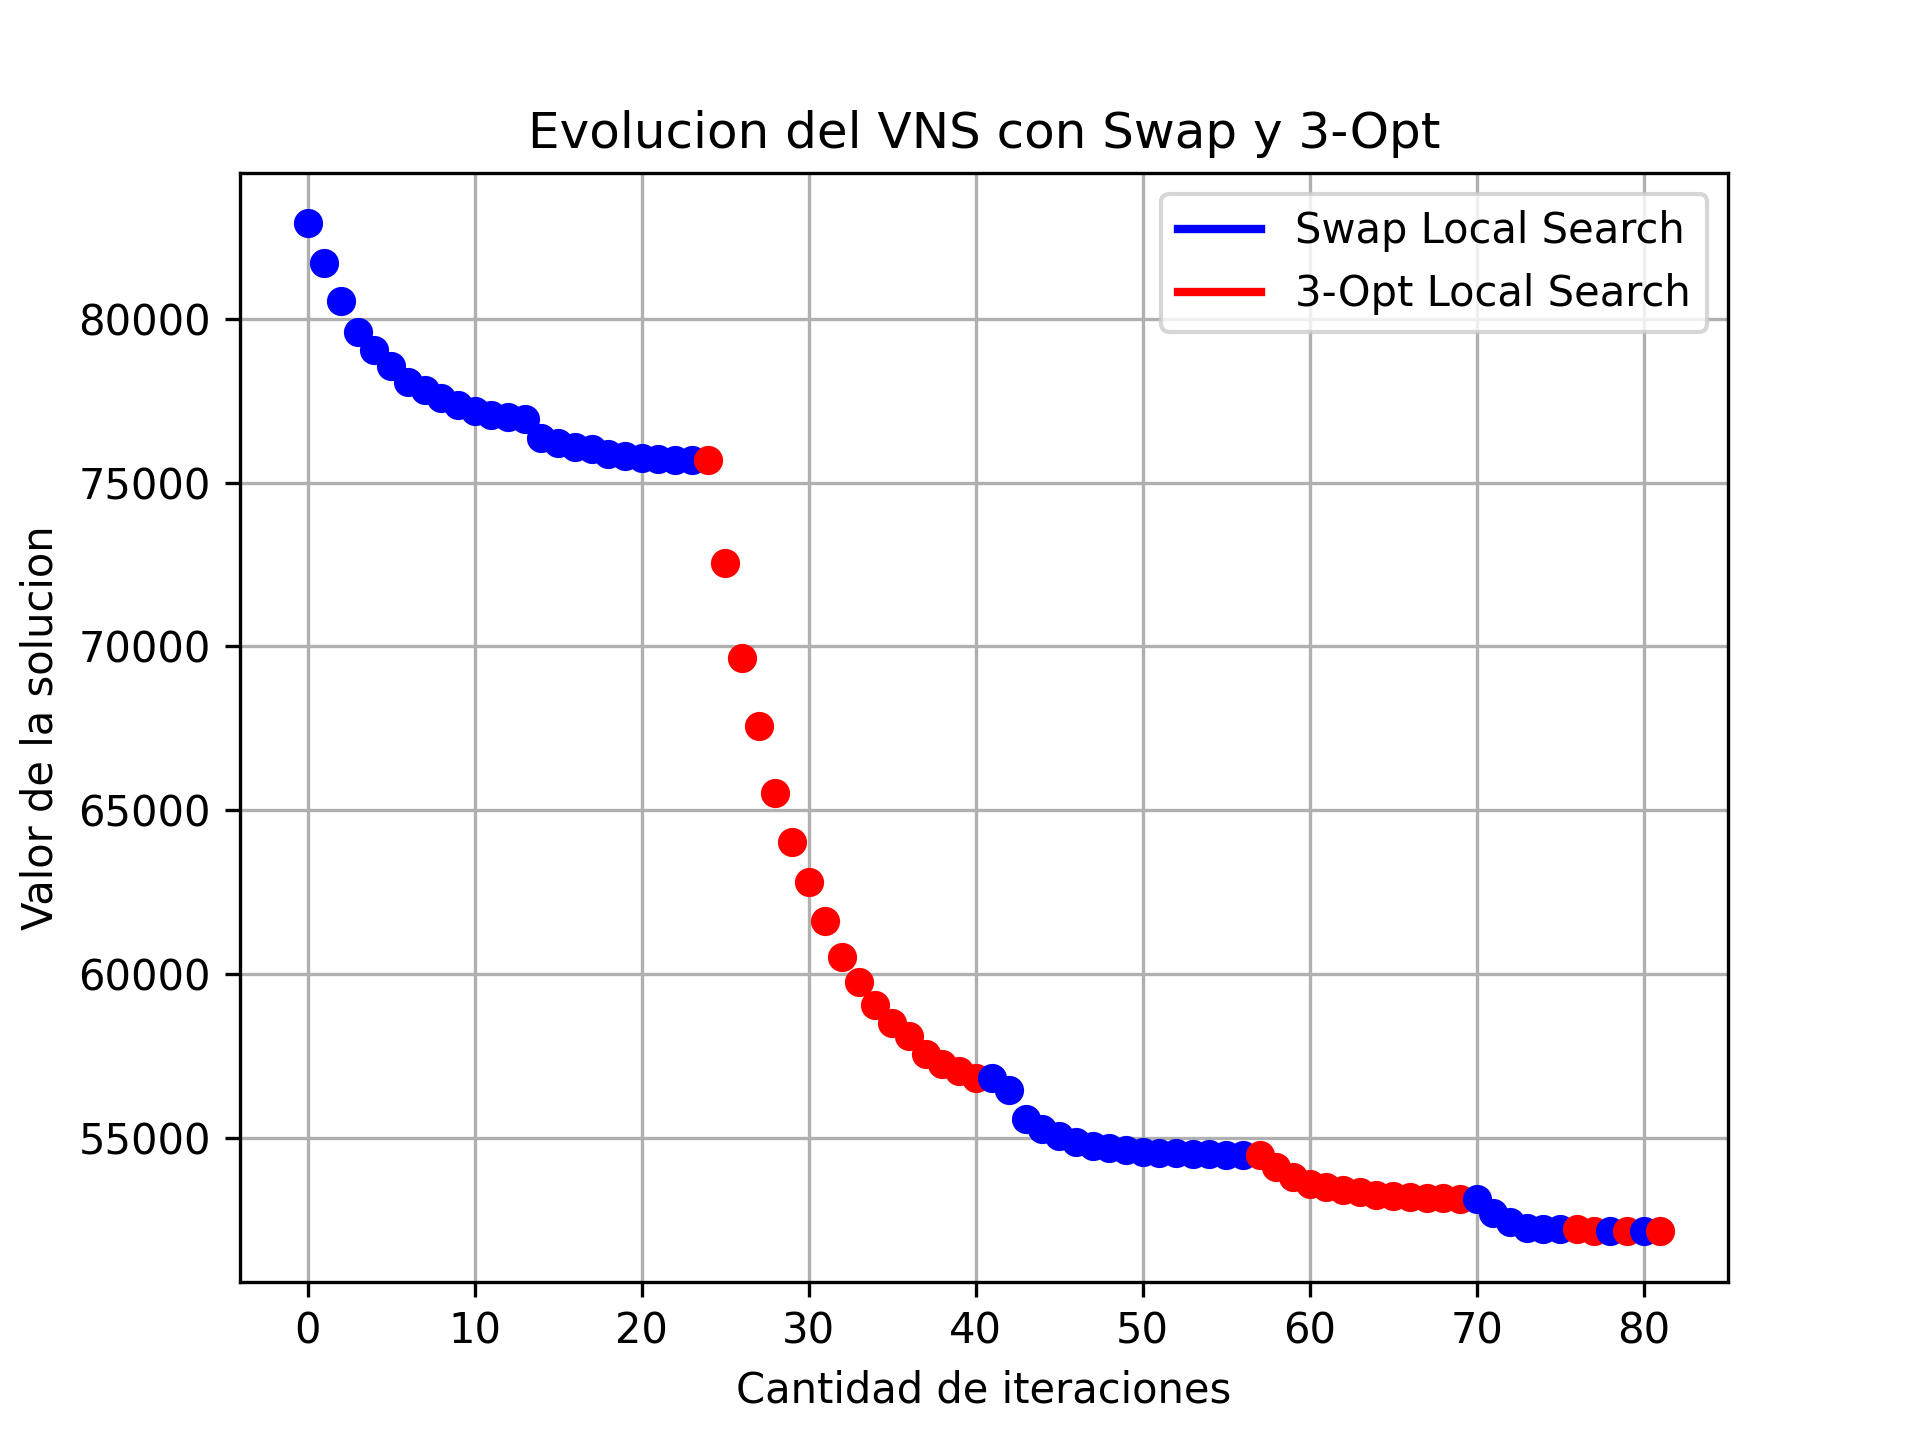 Evolucion del VNS con Swap y 3-Opt
Swap Local Search
3-Opt Local Search
Valor de la solucion
80000
75000
70000
65000
60000
55000
0 10 20 30 40 50 60 70 80
Cantidad de iteraciones